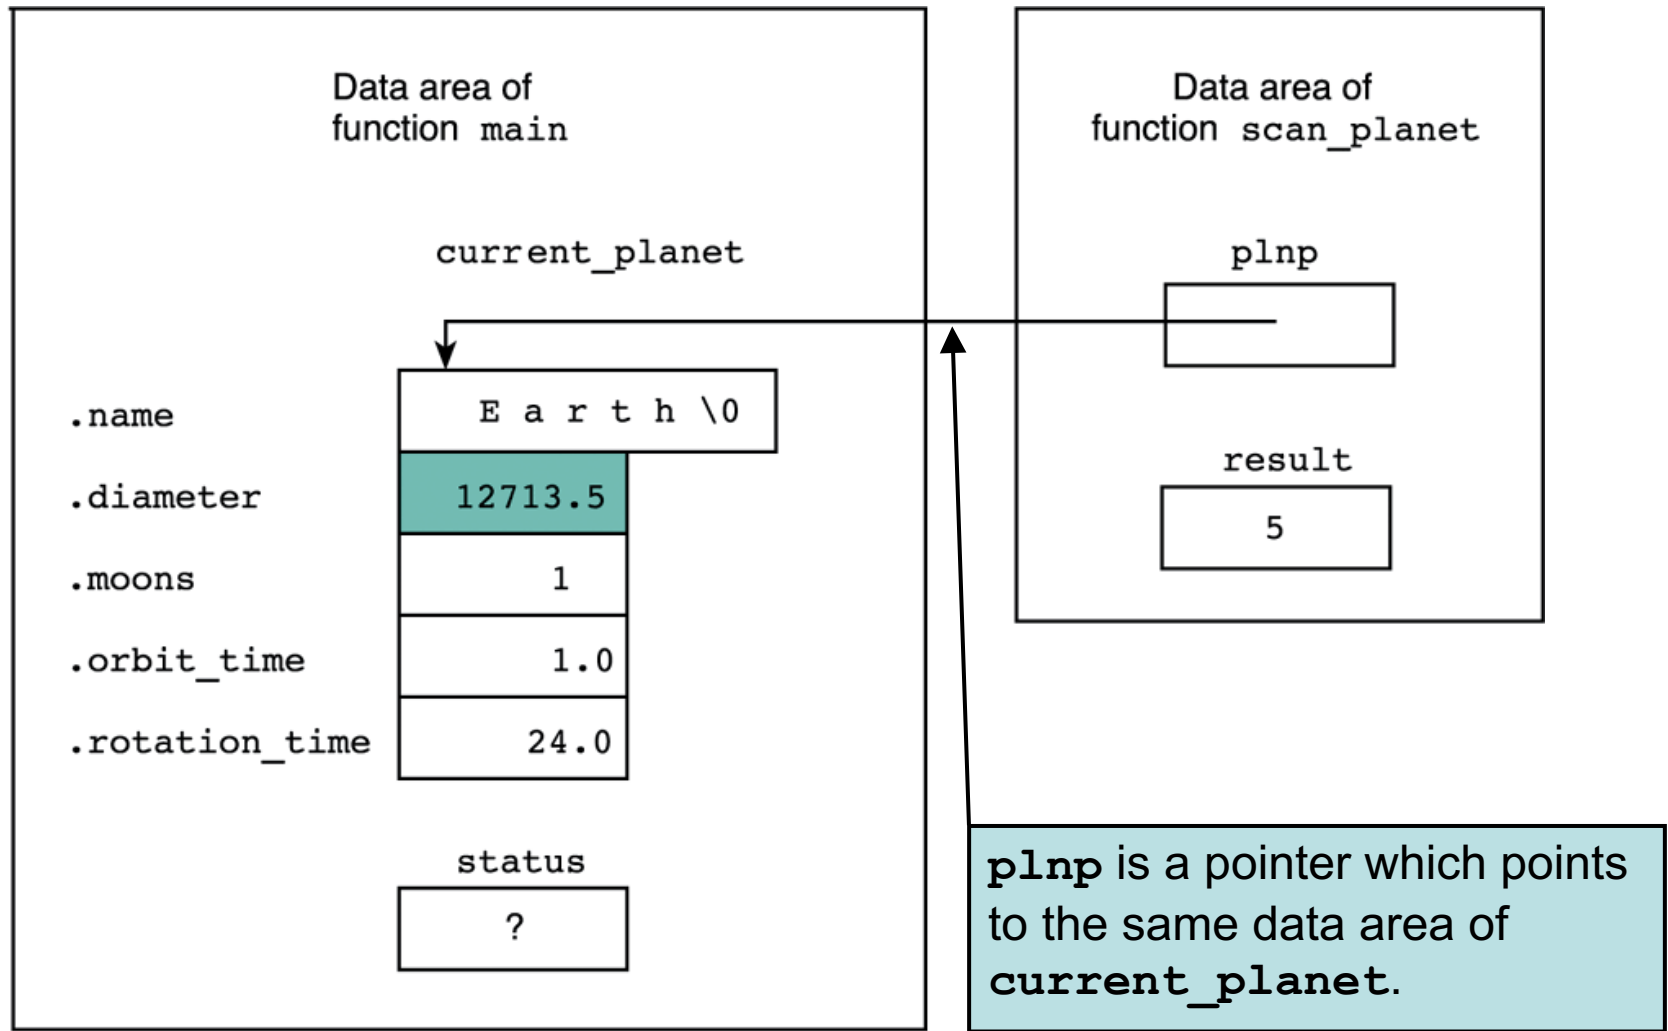 Data area of
function main
current_planet
.name
E a r t h \0
.diameter
12713.5
.moons
1
.orbit_time
1.0
.rotation_time
24.0
status
?
Data area of
function scan_planet
plnp
result
5
plnp is a pointer which points
to the same data area of
current_planet.